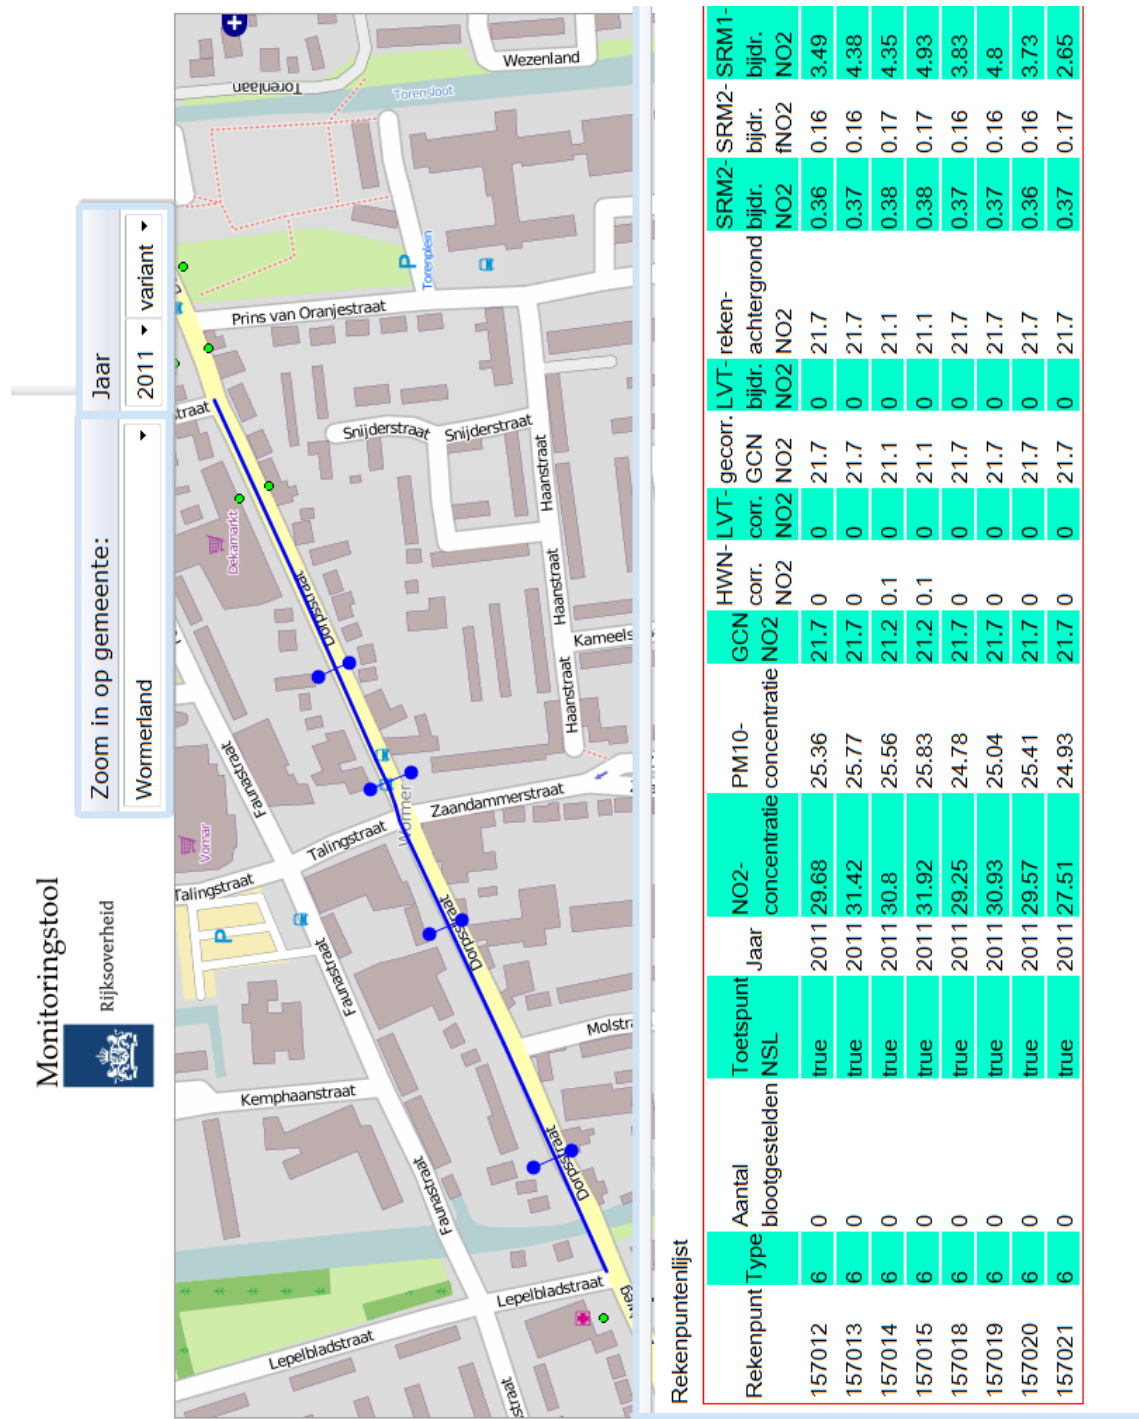 Monitoringstool
Rijksoverheid
Zoom in op gemeente:
Wormerland
Jaar
2011
variant
Lepelbladstraat
Lepelbladstraat
Kemphaanstraat
Faunastraat
Faunastraat
Faunastraat
Faunastraat
straat
Talingstraat
Talingstraat
P
Vomar
Dekamarkt
straat
Torenlaan
Wezenland
Torensloot
Dorpsstraat
Dorpsstraat
Dorpsstraat
Wormer
Zaandammerstraat
Molstra
weg
Prins van Oranjestraat
P
Torenplein
Snijderstraat
Snijderstraat
Haanstraat
Haanstraat
Haanstraat
Kameels
Rekenpuntenlijst
Rekenpunt Type Aantal blootgestelden Toetspunt NSL Jaar NO2-concentratie PM10-concentratie GCN NO2 HWN-corr. NO2 LVT-corr. NO2 gecorr. GCN NO2 LVT-bijdr. NO2 reken-achtergrond NO2 SRM2-bijdr. NO2 SRM2-bijdr. fNO2 SRM1-bijdr. NO2
157012 6 0 true 2011 29.68 25.36 21.7 0 0 21.7 0 21.7 0.36 0.16 3.49
157013 6 0 true 2011 31.42 25.77 21.7 0 0 21.7 0 21.7 0.37 0.16 4.38
157014 6 0 true 2011 30.8 25.56 21.2 0.1 0 21.1 0 21.1 0.38 0.17 4.35
157015 6 0 true 2011 31.92 25.83 21.2 0.1 0 21.1 0 21.1 0.38 0.17 4.93
157018 6 0 true 2011 29.25 24.78 21.7 0 0 21.7 0 21.7 0.37 0.16 3.83
157019 6 0 true 2011 30.93 25.04 21.7 0 0 21.7 0 21.7 0.37 0.16 4.8
157020 6 0 true 2011 29.57 25.41 21.7 0 0 21.7 0 21.7 0.36 0.16 3.73
157021 6 0 true 2011 27.51 24.93 21.7 0 0 21.7 0 21.7 0.37 0.17 2.65